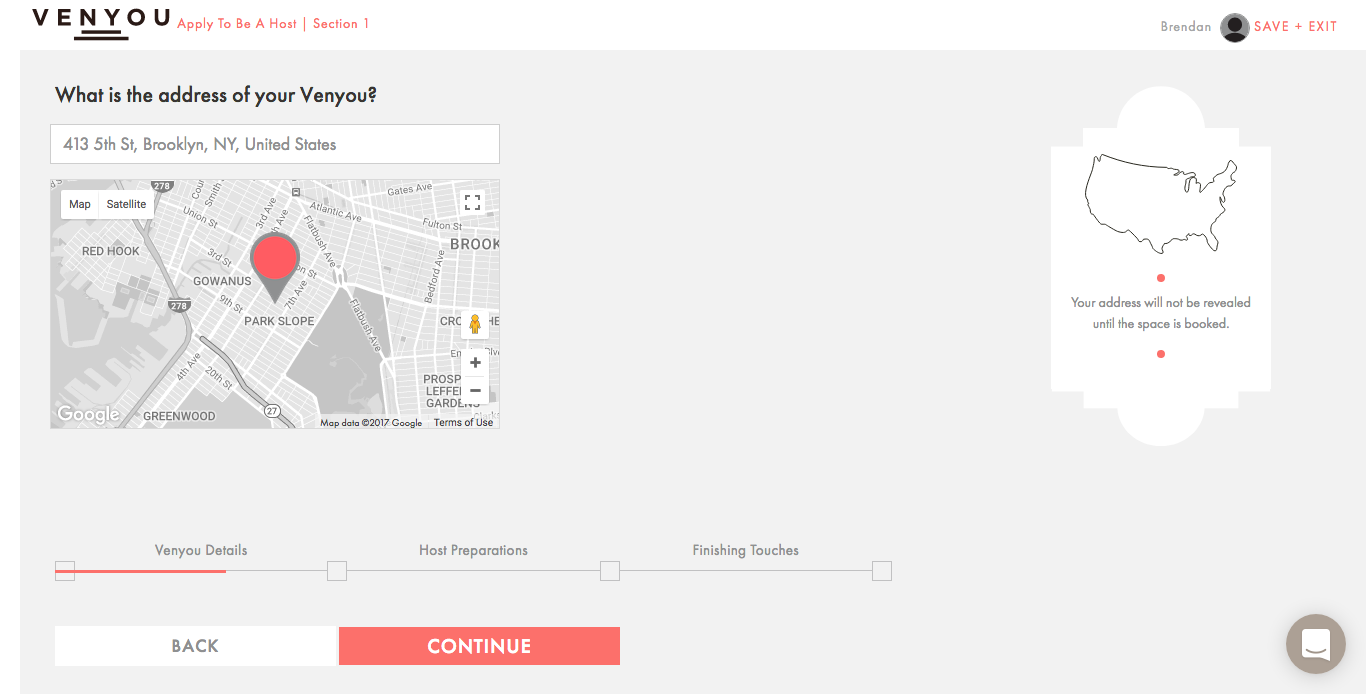 VENYOU Apply To Be A Host | Section 1
Brendan SAVE + EXIT
What is the address of your Venyou?
413 5th St, Brooklyn, NY, United States
278
Gates Ave
Map Satellite
Smith
3rd Ave
Atlantic Ave
Union St
Flatbush Ave
Fulton St
BROOK
RED HOOK
3rd St
Bedford Ave
GOWANUS
7th Ave
278
9th St
PARK SLOPE
Flatbush Ave
4th Ave
20th St
PROSP
LEFFE
GARDENS
Google
GREENWOOD
27
Map data ©2017 Google Terms of Use
Your address will not be revealed
until the space is booked.
Venyou Details Host Preparations Finishing Touches
BACK CONTINUE